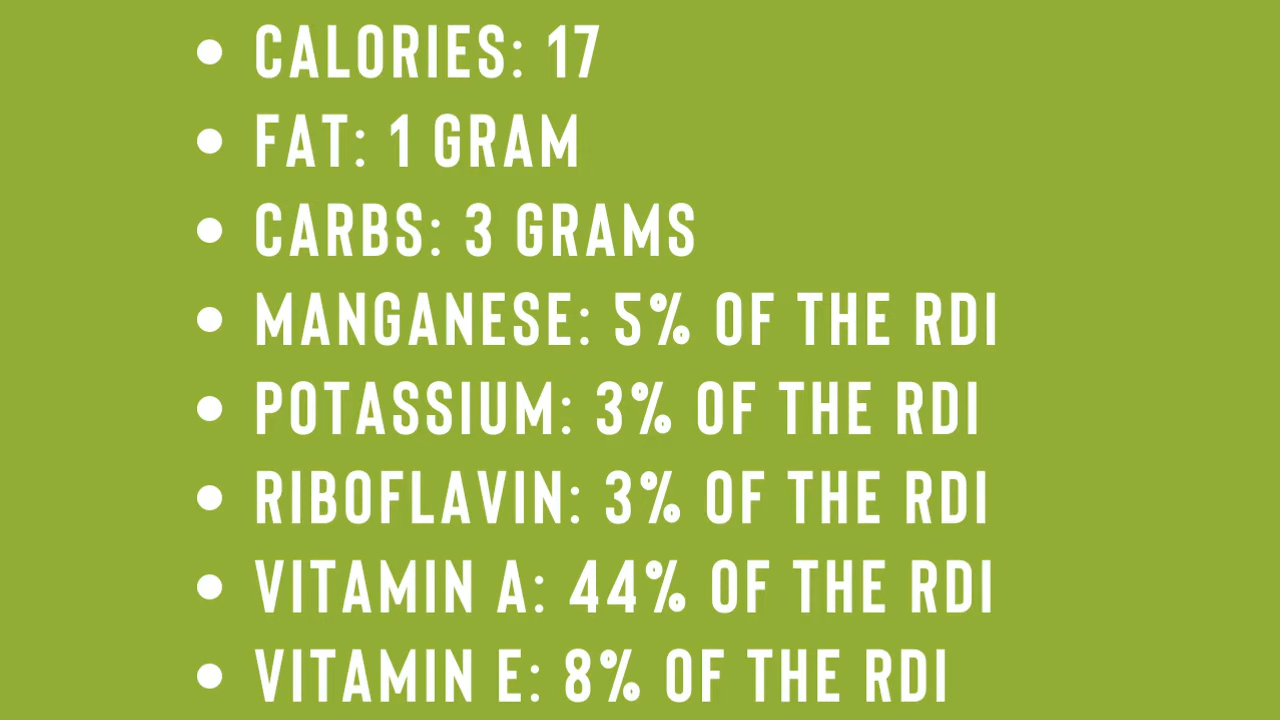 • CALORIES: 17
• FAT: 1 GRAM
• CARBS: 3 GRAMS
• MANGANESE: 5% OF THE RDI
• POTASSIUM: 3% OF THE RDI
• RIBOFLAVIN: 3% OF THE RDI
• VITAMIN A: 44% OF THE RDI
• VITAMIN E: 8% OF THE RDI